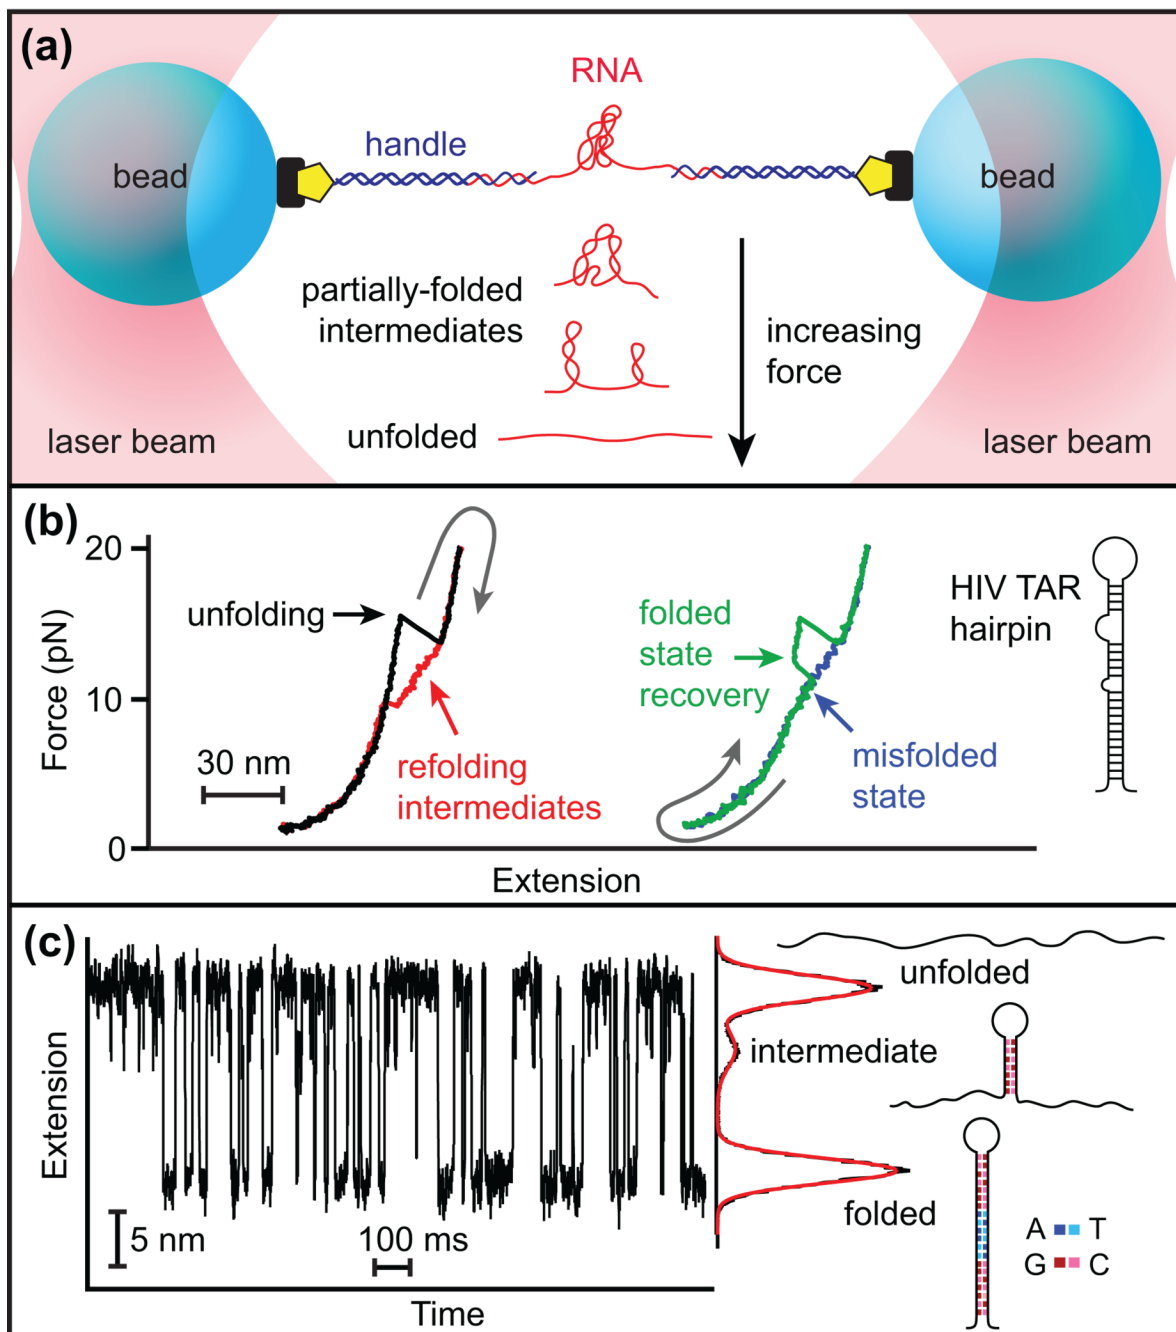 (a)
RNA
handle
bead
bead
partially-folded
intermediates
increasing
force
unfolded
laser beam
laser beam
(b)
20
10
0
Force (pN)
unfolding
30 nm
refolding
intermediates
folded
state
recovery
misfolded
state
HIV TAR
hairpin
Extension
(c)
Extension
5 nm
100 ms
Time
unfolded
intermediate
folded
A T
G C